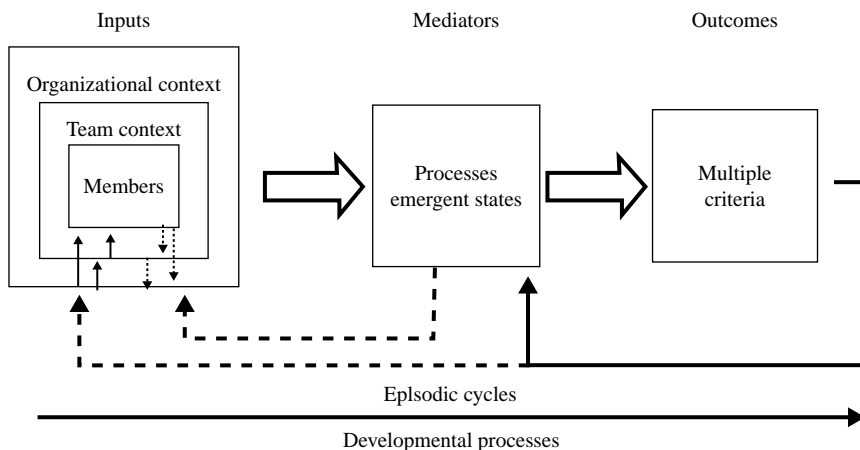 Inputs
Mediators
Outcomes
Organizational context
Team context
Members
Processes
emergent states
Multiple
criteria
Eplsodic cycles
Developmental processes